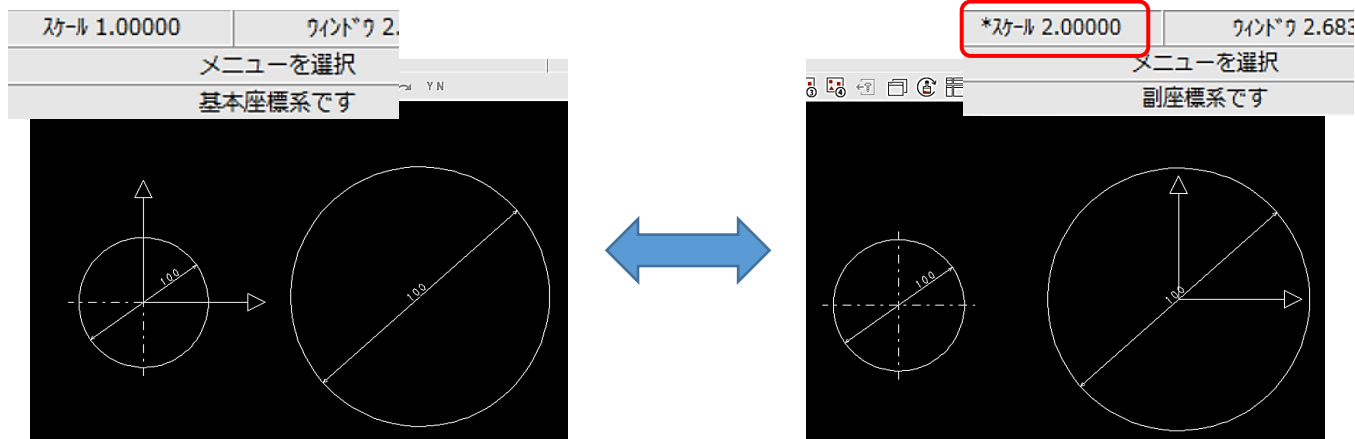 スケール 1.00000 ウィンドウ 2.
メニューを選択
基本座標系です
Y N
100
100
*スケール 2.00000 ウィンドウ 2.683
メニューを選択
副座標系です
3 4
100
100